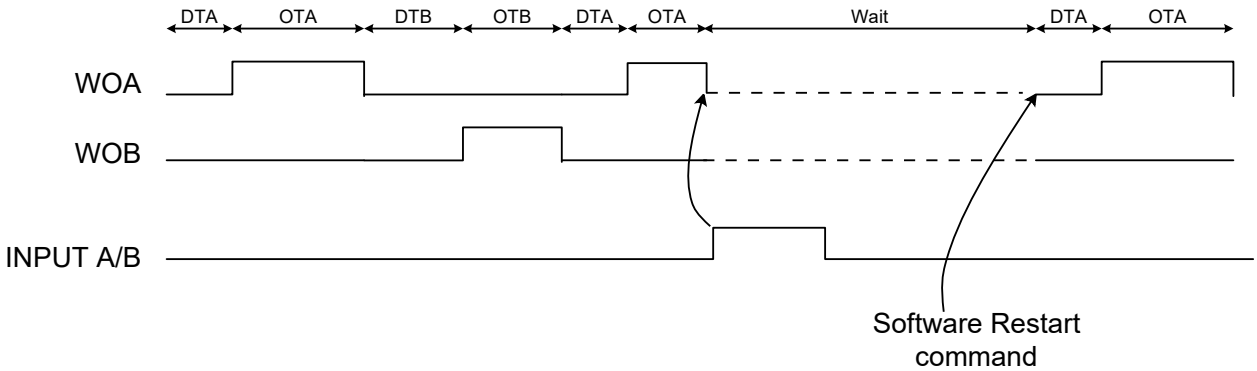 DTA OTA DTB OTB DTA OTA Wait DTA OTA
WOA
WOB
INPUT A/B
Software Restart
command